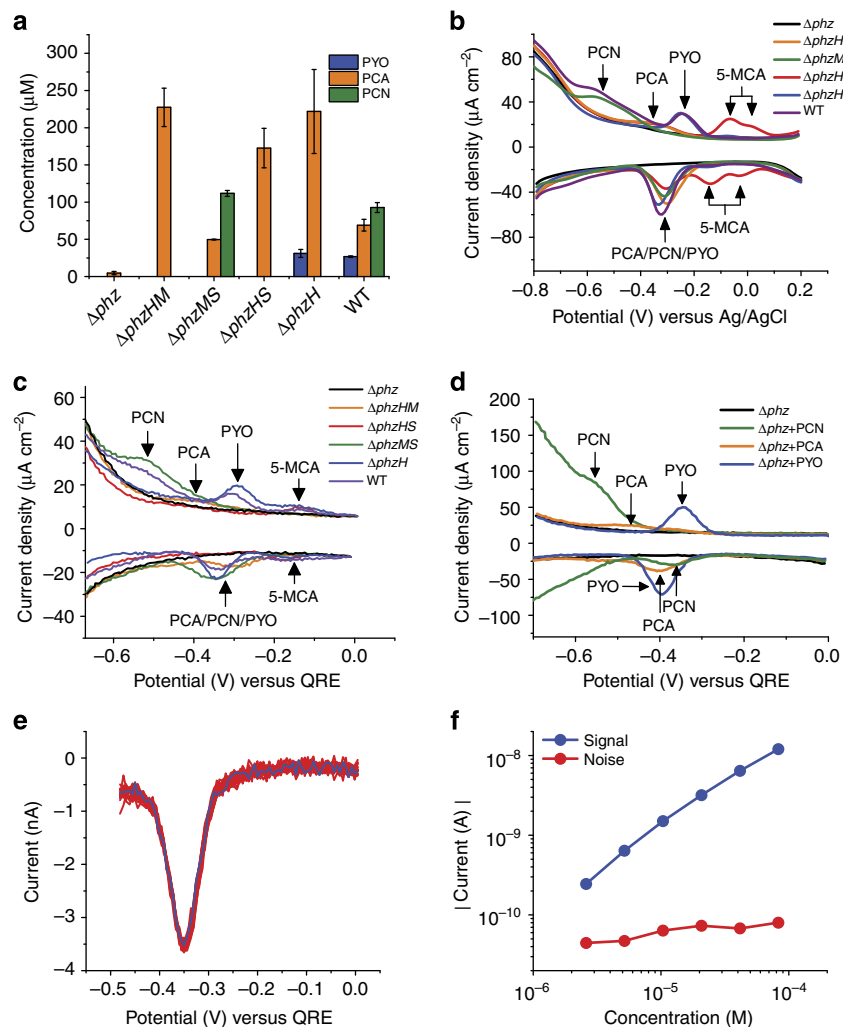 a
Concentration (μM)
300
250
200
150
100
50
0
PYO
PCA
PCN
Δphz
ΔphzHM
ΔphzMS
ΔphzHS
ΔphzH
WT
b
Current density (μA cm⁻²)
80
40
0
−40
−80
PCN
PCA
PYO
5-MCA
Δphz
ΔphzH
ΔphzM
ΔphzH
ΔphzH
WT
5-MCA
PCA/PCN/PYO
−0.8
−0.6
−0.4
−0.2
0.0
0.2
Potential (V) versus Ag/AgCl
c
Current density (μA cm⁻²)
60
40
20
0
−20
−40
PCN
PCA
PYO
5-MCA
Δphz
ΔphzHM
ΔphzHS
ΔphzMS
ΔphzH
WT
5-MCA
PCA/PCN/PYO
−0.6
−0.4
−0.2
0.0
Potential (V) versus QRE
d
Current density (μA cm⁻²)
200
150
100
50
0
−50
−100
PCN
PCA
PYO
Δphz
Δphz+PCN
Δphz+PCA
Δphz+PYO
PYO
PCN
PCA
−0.6
−0.4
−0.2
0.0
Potential (V) versus QRE
e
Current (nA)
0
−1
−2
−3
−4
−0.5
−0.4
−0.3
−0.2
−0.1
0.0
Potential (V) versus QRE
f
| Current (A) |
10⁻⁸
10⁻⁹
10⁻¹⁰
Signal
Noise
10⁻⁶
10⁻⁵
10⁻⁴
Concentration (M)